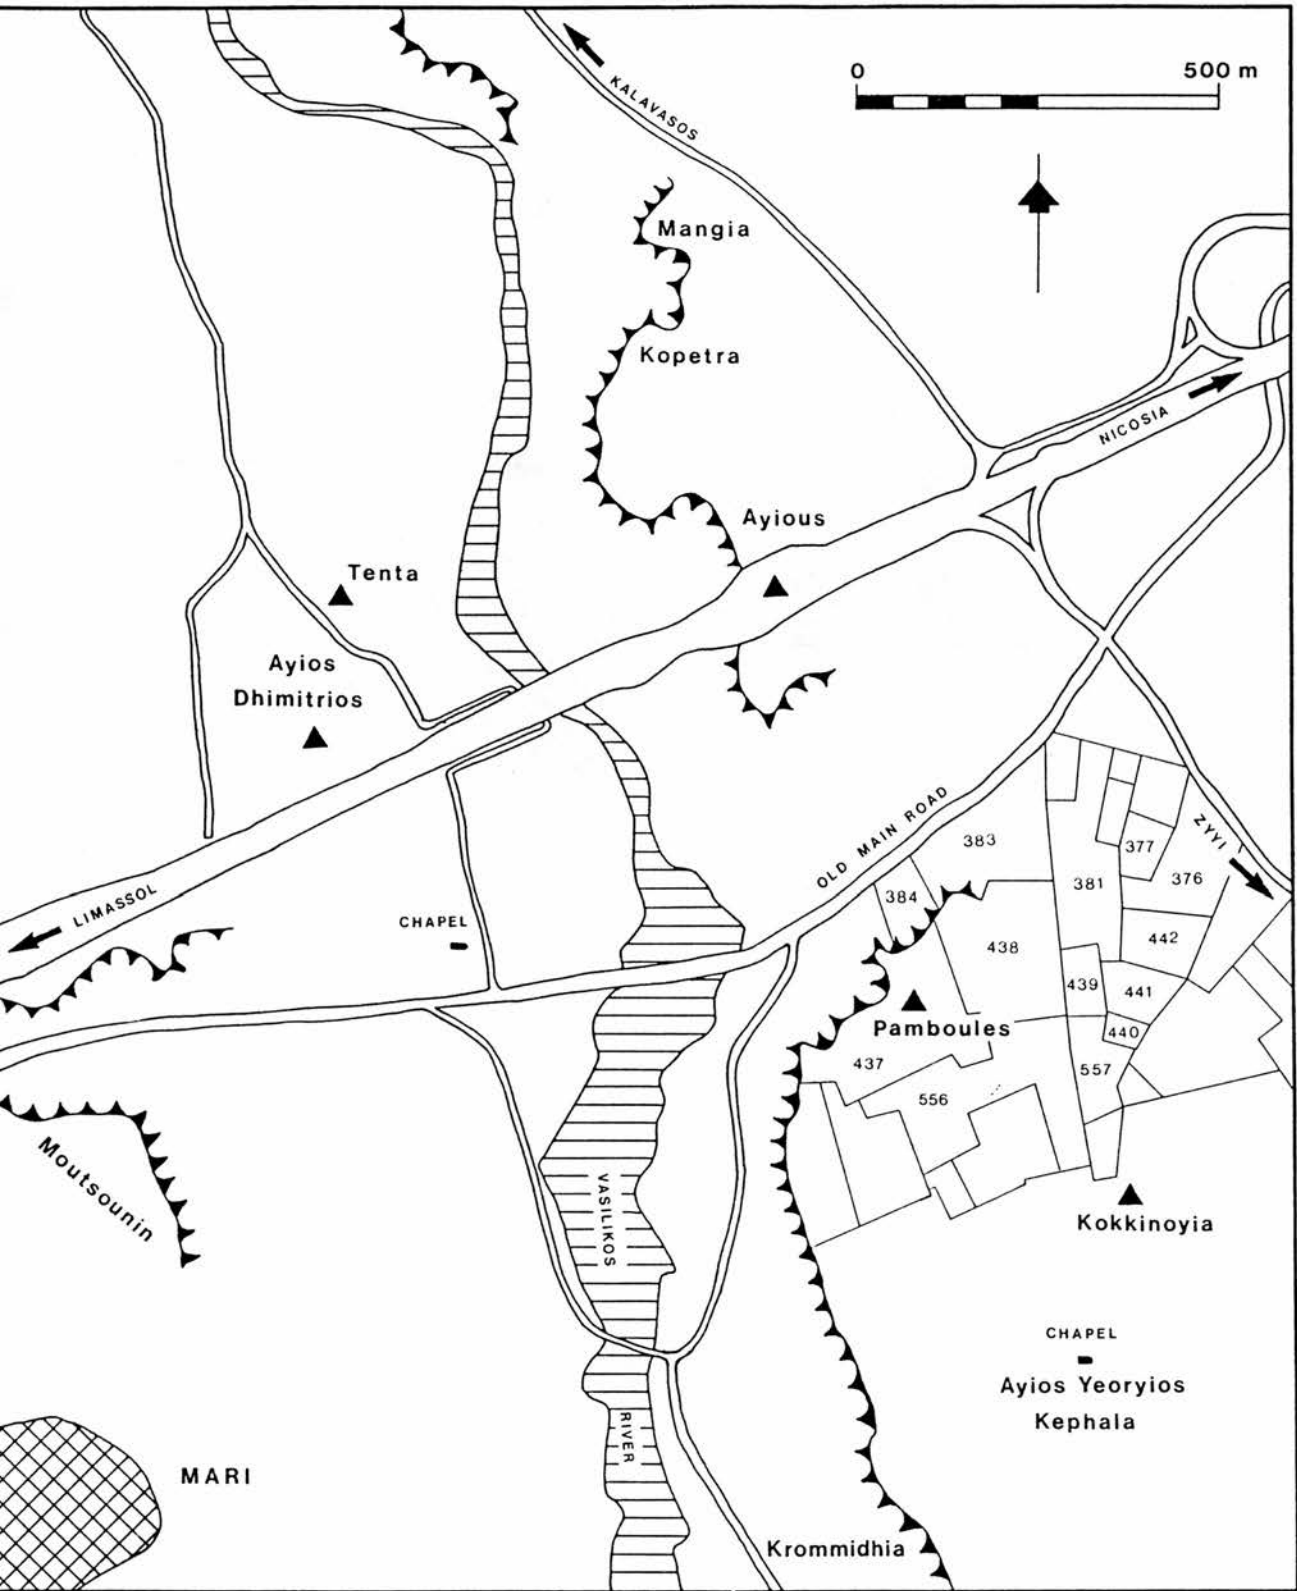 0 500 m
KALAVASOS
Mangia
Kopetra
NICOSIA
Ayious
Tenta
Ayios
Dhimitrios
OLD MAIN ROAD
ZYYI
383
377
381
376
384
LIMASSOL
CHAPEL
438
442
439
441
Pamboules
440
437
557
556
Moutsounin
VASILIKOS
Kokkinoyia
CHAPEL
Ayios Yeoryios
Kephala
RIVER
MARI
Krommidhia